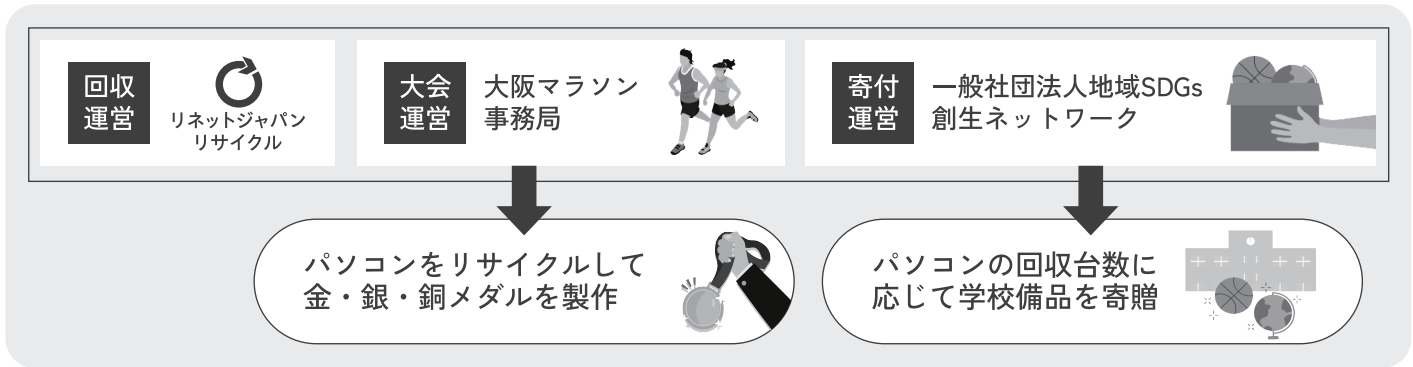 回収
運営
リネットジャパン
リサイクル
大会
運営
大阪マラソン
事務局
寄付
運営
一般社団法人地域SDGs
創生ネットワーク
パソコンをリサイクルして
金・銀・銅メダルを製作
パソコンの回収台数に
応じて学校備品を寄贈